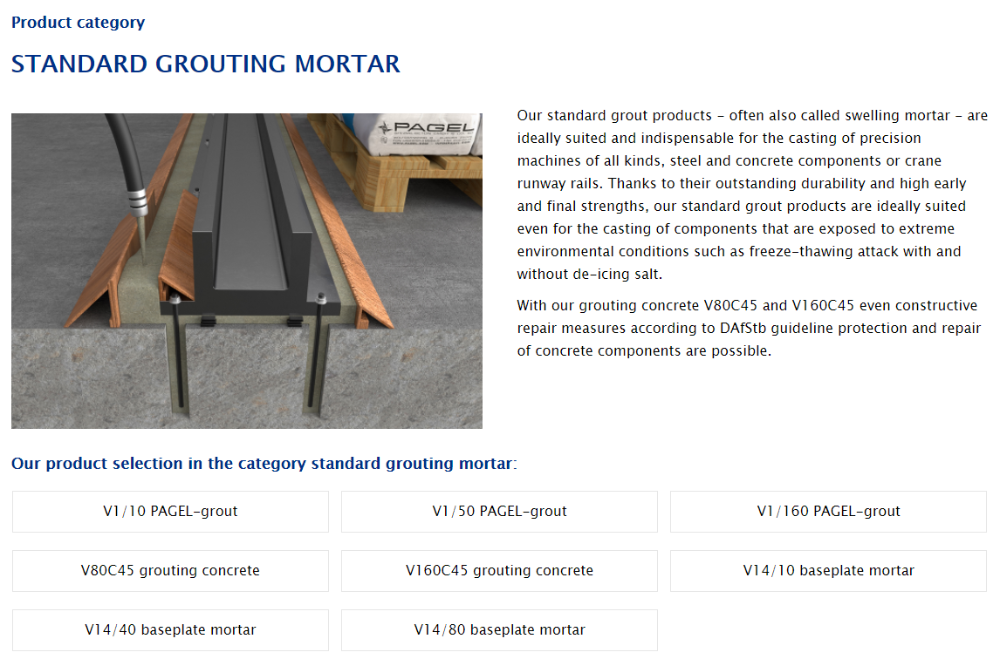 Product category
STANDARD GROUTING MORTAR
PAGEL
Our standard grout products – often also called swelling mortar – are
ideally suited and indispensable for the casting of precision
machines of all kinds, steel and concrete components or crane
runway rails. Thanks to their outstanding durability and high early
and final strengths, our standard grout products are ideally suited
even for the casting of components that are exposed to extreme
environmental conditions such as freeze-thawing attack with and
without de-icing salt.
With our grouting concrete V80C45 and V160C45 even constructive
repair measures according to DAfStb guideline protection and repair
of concrete components are possible.
Our product selection in the category standard grouting mortar:
V1/10 PAGEL-grout
V1/50 PAGEL-grout
V1/160 PAGEL-grout
V80C45 grouting concrete
V160C45 grouting concrete
V14/10 baseplate mortar
V14/40 baseplate mortar
V14/80 baseplate mortar